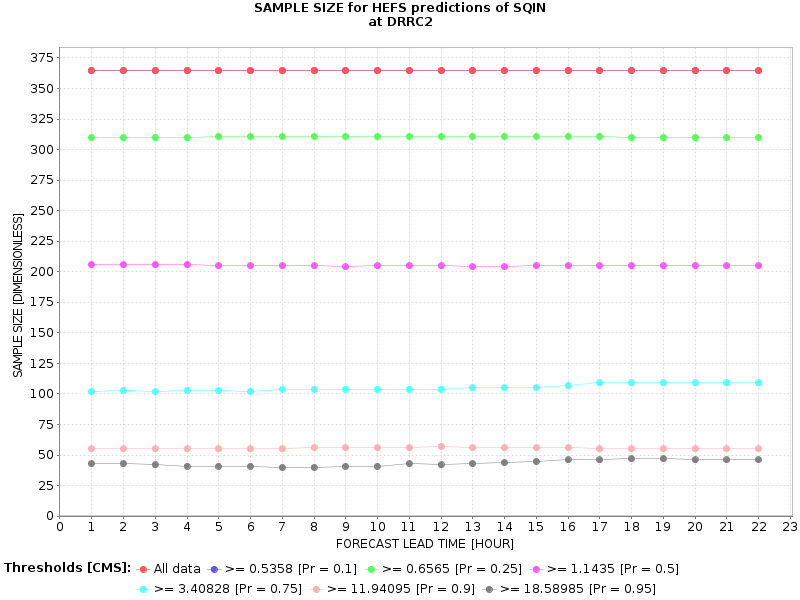 SAMPLE SIZE for HEFS predictions of SQIN
at DRRC2
SAMPLE SIZE [DIMENSIONLESS]
375
350
325
300
275
250
225
200
175
150
125
100
75
50
25
0
0 1 2 3 4 5 6 7 8 9 10 11 12 13 14 15 16 17 18 19 20 21 22 23
FORECAST LEAD TIME [HOUR]
Thresholds [CMS]: All data >= 0.5358 [Pr = 0.1] >= 0.6565 [Pr = 0.25] >= 1.1435 [Pr = 0.5]
>= 3.40828 [Pr = 0.75] >= 11.94095 [Pr = 0.9] >= 18.58985 [Pr = 0.95]